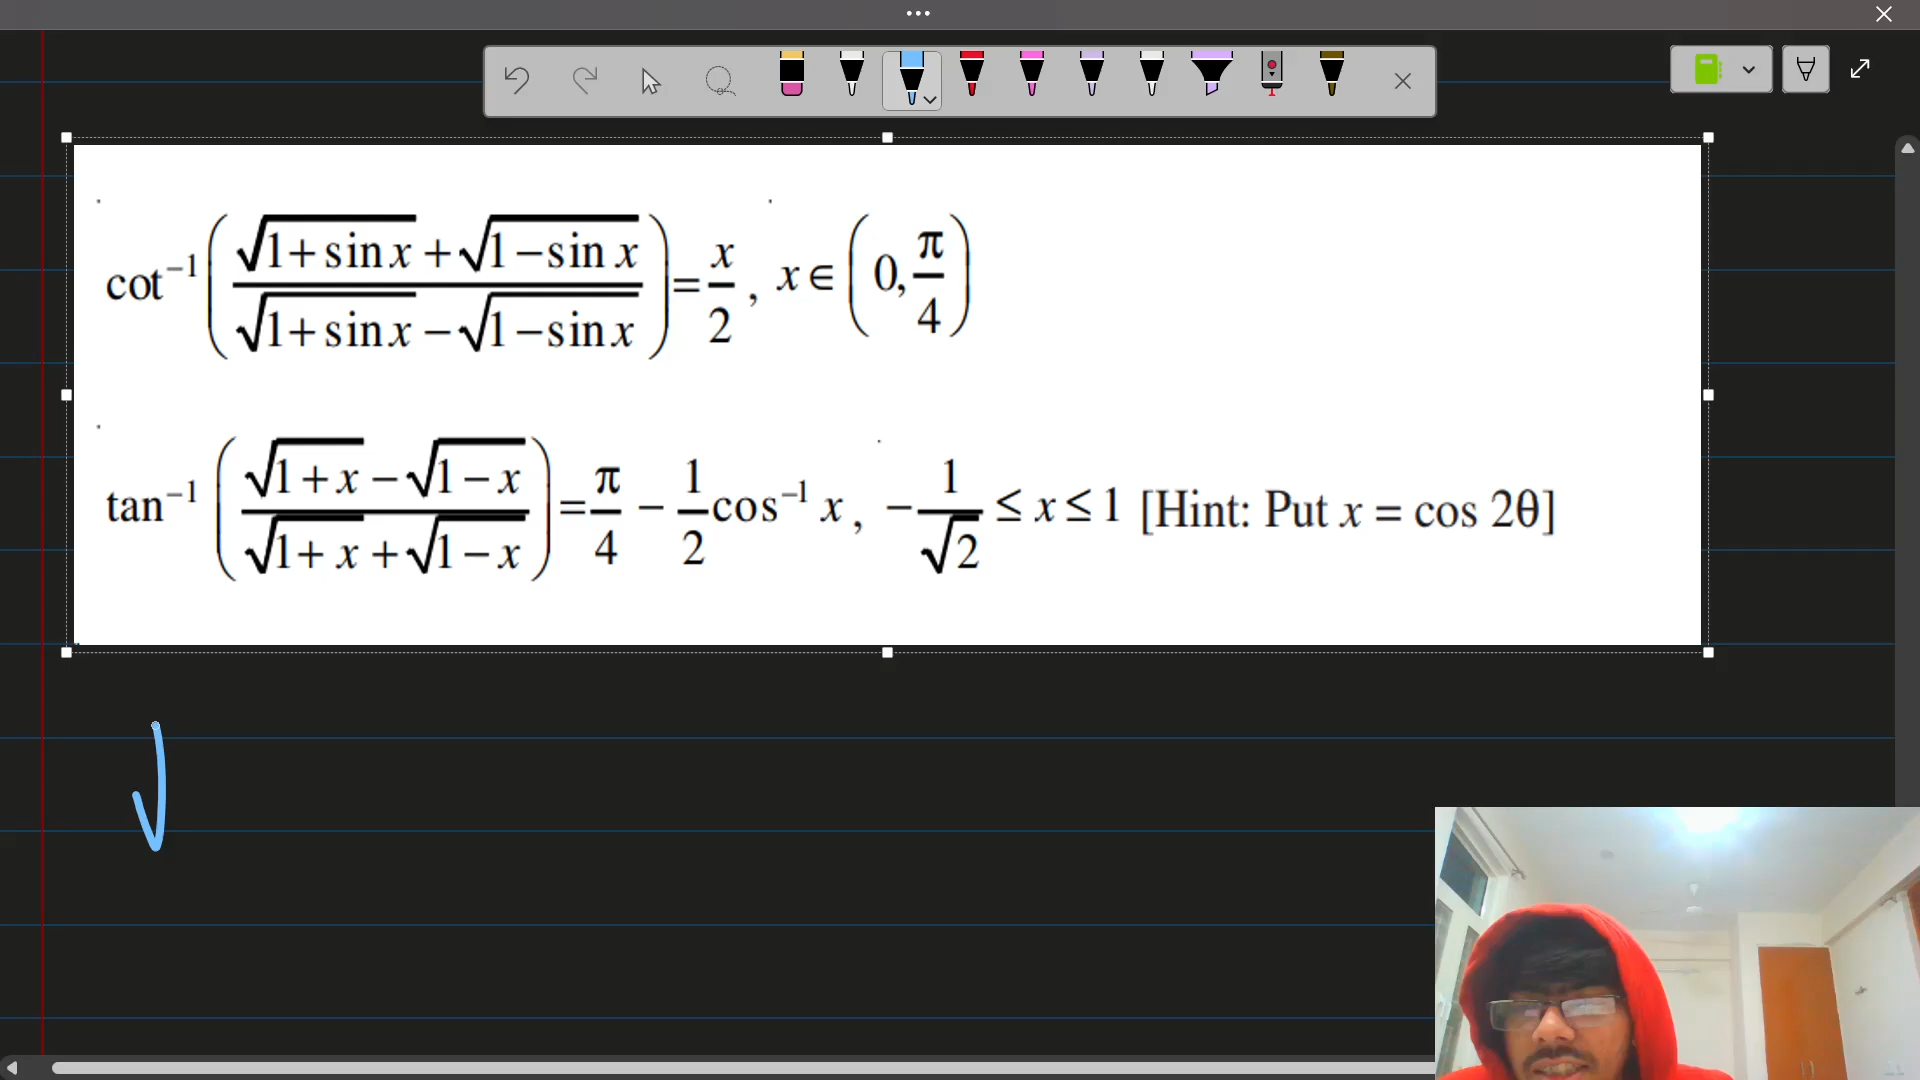 cot⁻¹ ( (√(1+sin x) + √(1−sin x)) / (√(1+sin x) − √(1−sin x)) ) = x/2 , x ∈ (0, π/4)
tan⁻¹ ( (√(1+x) − √(1−x)) / (√(1+x) + √(1−x)) ) = π/4 − 1/2 cos⁻¹ x , −1/√2 ≤ x ≤ 1 [Hint: Put x = cos 2θ]